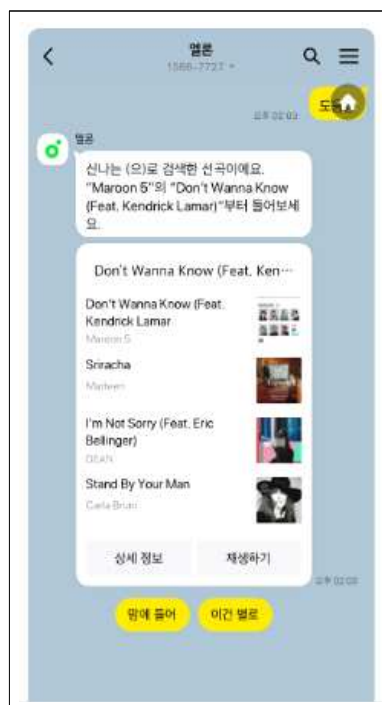 멜론
1566-7727
오후 02:03
멜론
신나는 (으)로 검색한 선곡이에요.
"Maroon 5"의 "Don't Wanna Know
(Feat. Kendrick Lamar)"부터 들어보세
요.
Don't Wanna Know (Feat. Ken···
Don't Wanna Know (Feat.
Kendrick Lamar
Maroon 5
Sriracha
Marteen
I'm Not Sorry (Feat. Eric
Bellinger)
DEAN
Stand By Your Man
Carla Bruni
상세 정보
재생하기
오후 02:03
맘에 들어
이건 별로